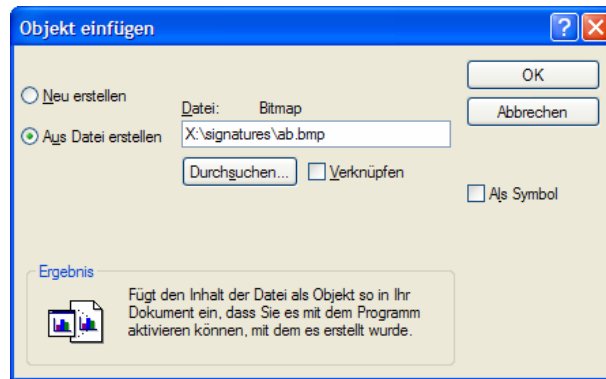 Objekt einfügen
OK
Neu erstellen
Abbrechen
Datei: Bitmap
Aus Datei erstellen
X:\signatures\ab.bmp
Durchsuchen...
Verknüpfen
Als Symbol
Ergebnis
Fügt den Inhalt der Datei als Objekt so in Ihr
Dokument ein, dass Sie es mit dem Programm
aktivieren können, mit dem es erstellt wurde.